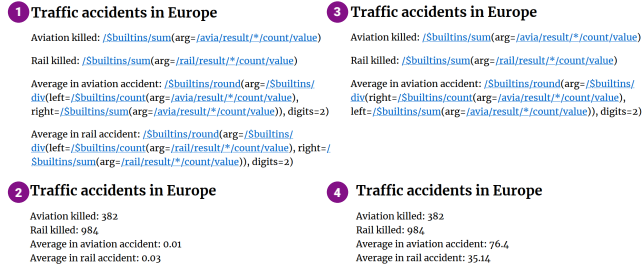 1 Traffic accidents in Europe
Aviation killed: /$builtins/sum(arg=/avia/result/*/count/value)
Rail killed: /$builtins/sum(arg=/rail/result/*/count/value)
Average in aviation accident: /$builtins/round(arg=/$builtins/
div(left=/$builtins/count(arg=/avia/result/*/count/value),
right=/$builtins/sum(arg=/avia/result/*/count/value)), digits=2)
Average in rail accident: /$builtins/round(arg=/$builtins/
div(left=/$builtins/count(arg=/rail/result/*/count/value), right=/
$builtins/sum(arg=/rail/result/*/count/value)), digits=2)
2 Traffic accidents in Europe
Aviation killed: 382
Rail killed: 984
Average in aviation accident: 0.01
Average in rail accident: 0.03
3 Traffic accidents in Europe
Aviation killed: /$builtins/sum(arg=/avia/result/*/count/value)
Rail killed: /$builtins/sum(arg=/rail/result/*/count/value)
Average in aviation accident: /$builtins/round(arg=/$builtins/
div(right=/$builtins/count(arg=/avia/result/*/count/value),
left=/$builtins/sum(arg=/avia/result/*/count/value)), digits=2)
4 Traffic accidents in Europe
Aviation killed: 382
Rail killed: 984
Average in aviation accident: 76.4
Average in rail accident: 35.14